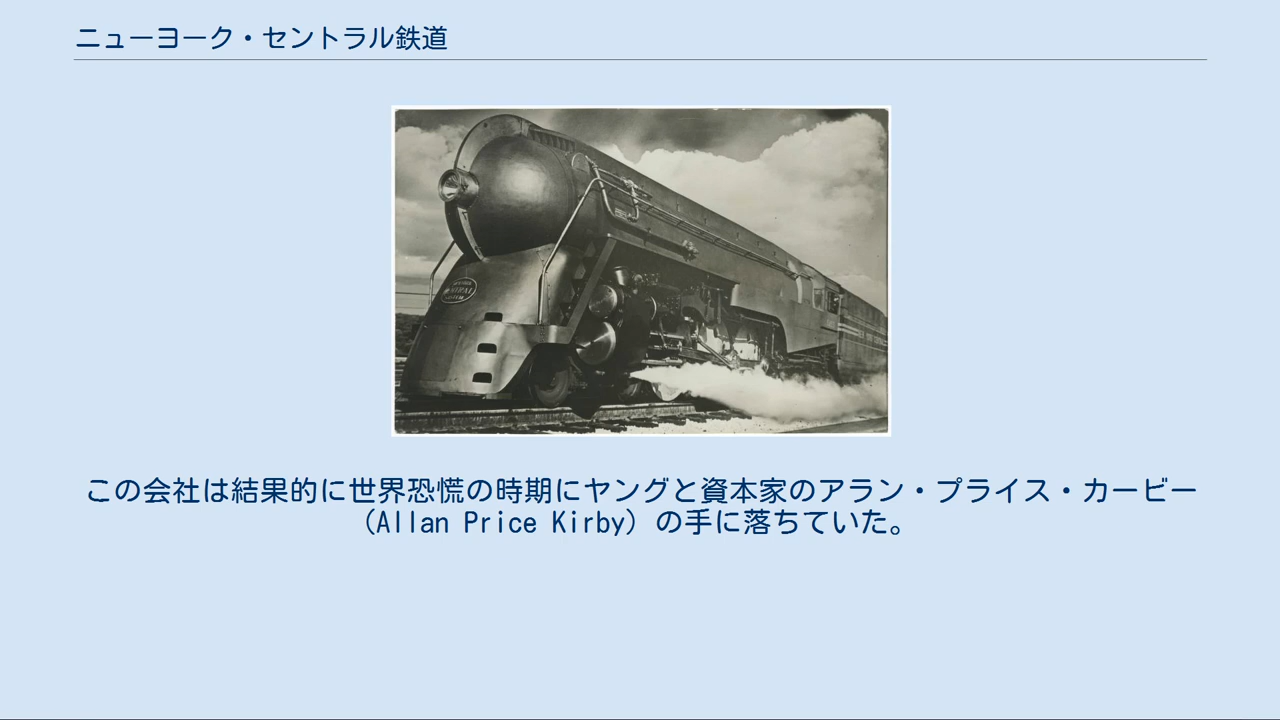 ニューヨーク・セントラル鉄道
この会社は結果的に世界恐慌の時期にヤングと資本家のアラン・プライス・カービー
（Allan Price Kirby）の手に落ちていた。